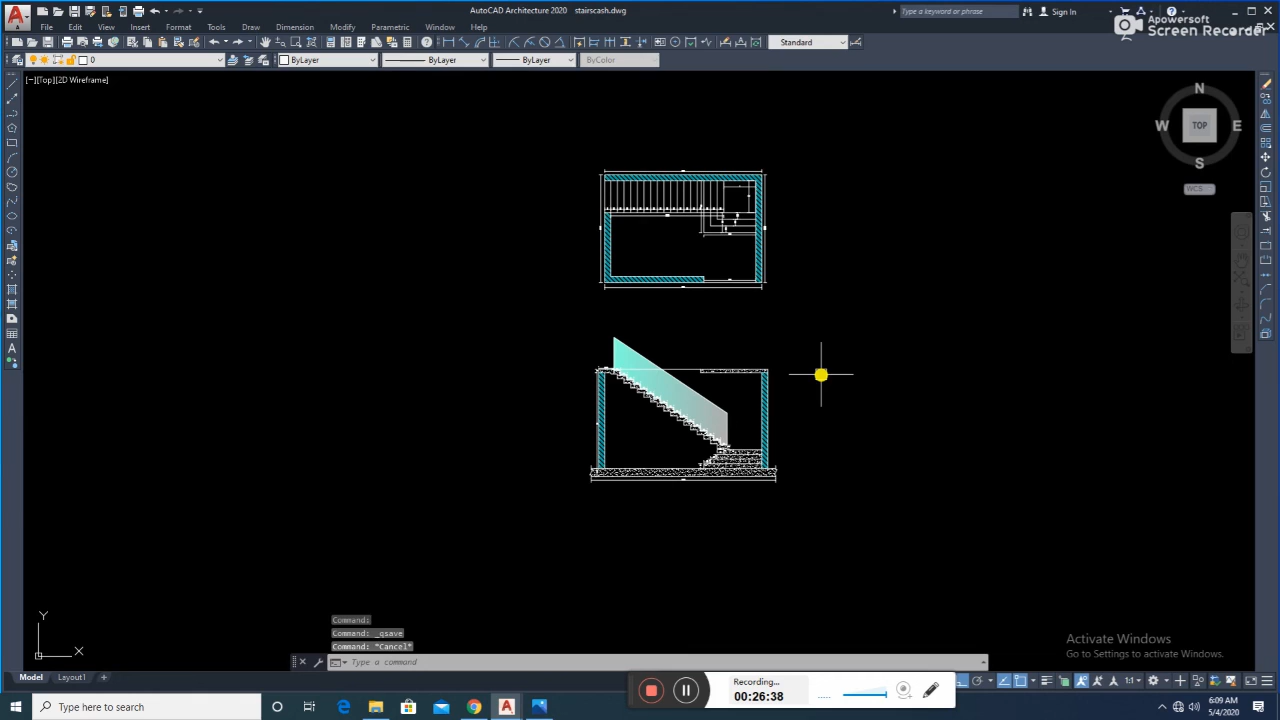 AutoCAD Architecture 2020 stairscash.dwg
Type a keyword or phrase
Sign In
Apowersoft
Screen Recorder
File Edit View Insert Format Tools Draw Dimension Modify Parametric Window Help
Standard
0
ByLayer
ByLayer
ByLayer
ByColor
[−][Top][2D Wireframe]
N
W
TOP
E
S
WCS
Y
X
Command:
Command: _qsave
Command: *Cancel*
Type a command
Activate Windows
Go to Settings to activate Windows.
Model
Layout1
+
1:1
Recording...
00:26:38
Type here to search
6:09 AM
5/4/2020